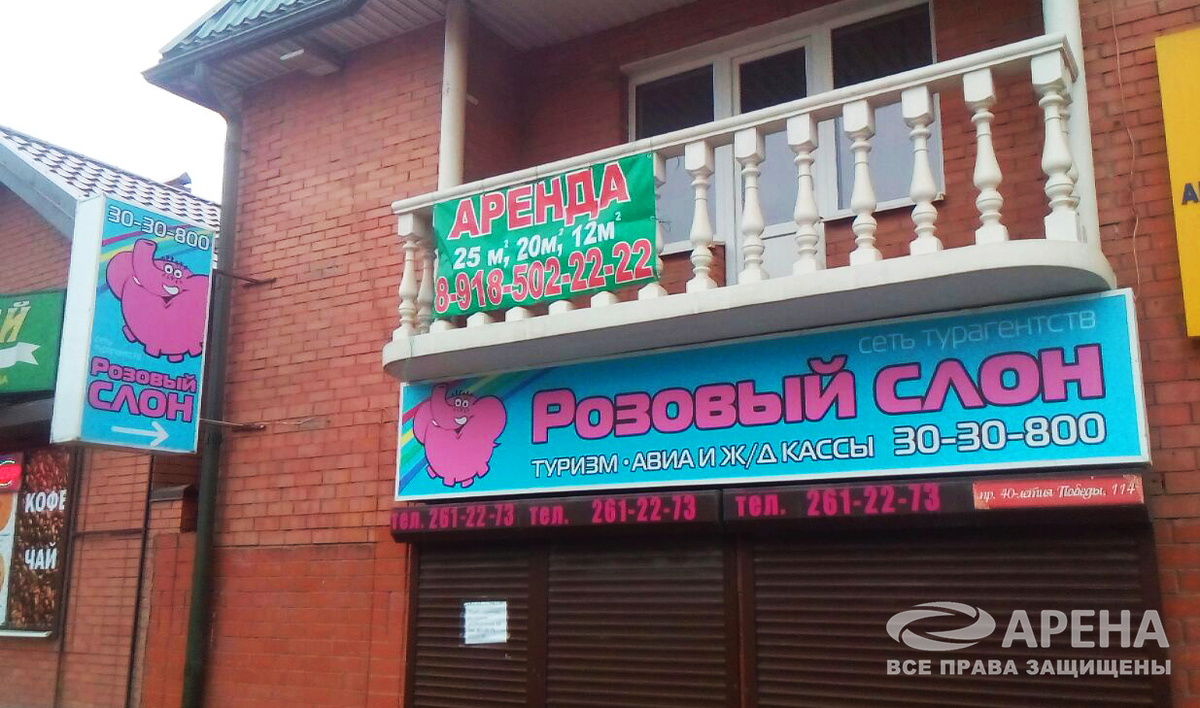 30-30-800
РОЗОВЫЙ
СЛОН
АРЕНДА
25 м², 20м², 12м²
8-918-502-22-22
сеть турагентств
РОЗОВЫЙ СЛОН
ТУРИЗМ · АВИА И Ж/Д КАССЫ 30-30-800
тел. 261-22-73 тел. 261-22-73 тел. 261-22-73
пр. 40-летия Победы, 114
КОФЕ
ЧАЙ
АРЕНА
ВСЕ ПРАВА ЗАЩИЩЕНЫ